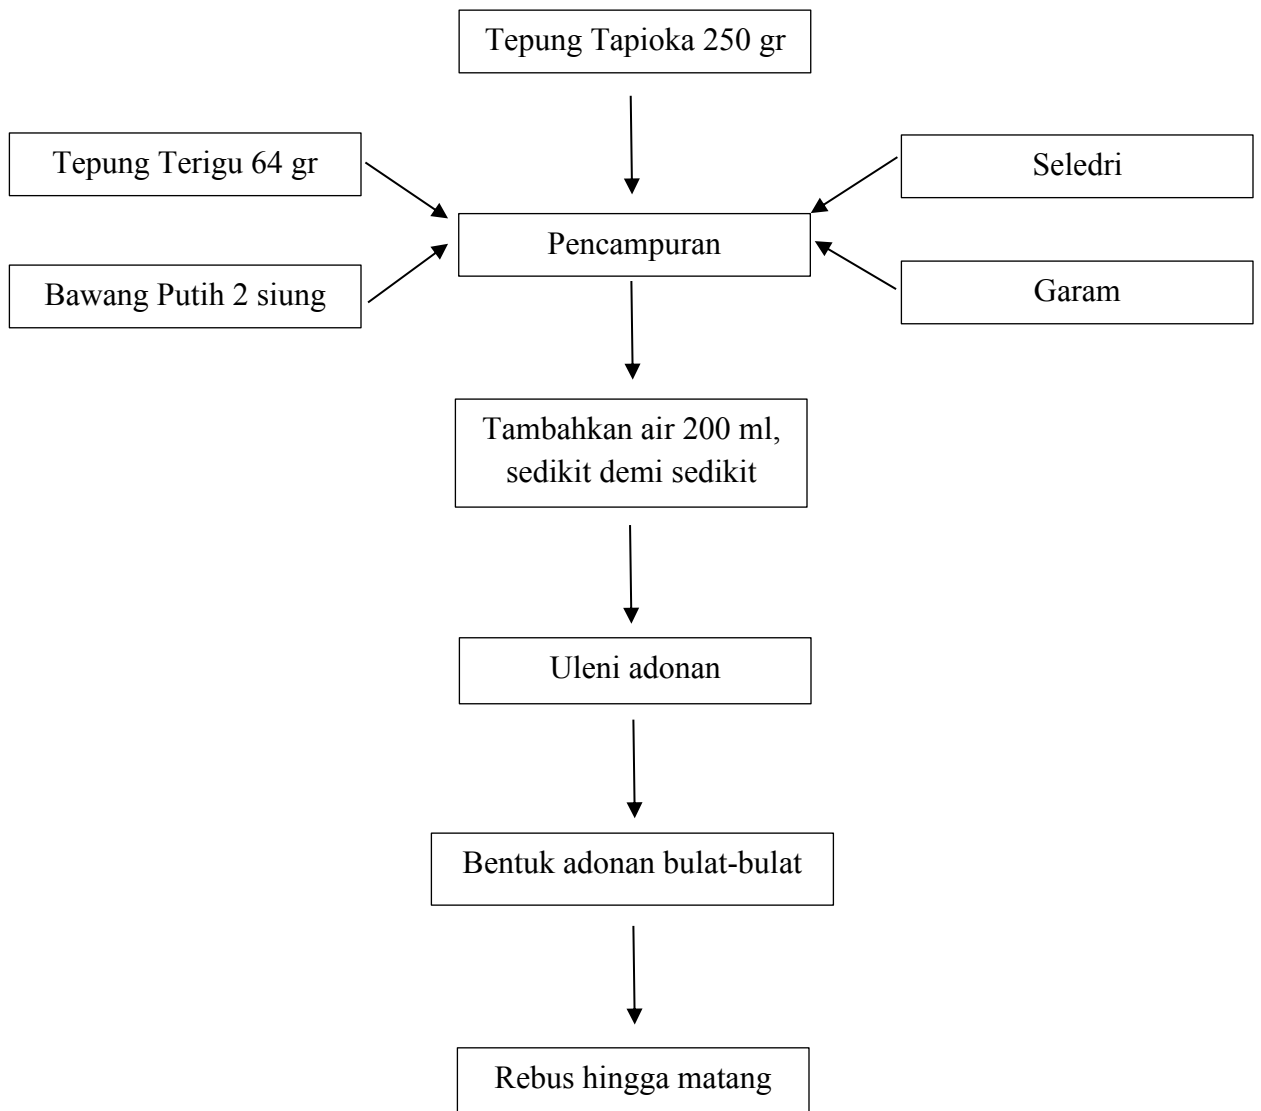 Tepung Tapioka 250 gr
Tepung Terigu 64 gr
Seledri
Pencampuran
Bawang Putih 2 siung
Garam
Tambahkan air 200 ml,
sedikit demi sedikit
Uleni adonan
Bentuk adonan bulat-bulat
Rebus hingga matang